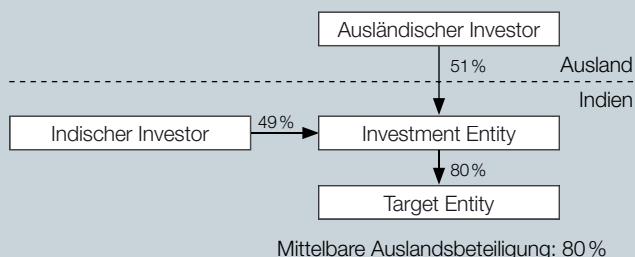 Ausländischer Investor
51 %
Ausland
Indien
Indischer Investor
49 %
Investment Entity
80 %
Target Entity
Mittelbare Auslandsbeteiligung: 80 %